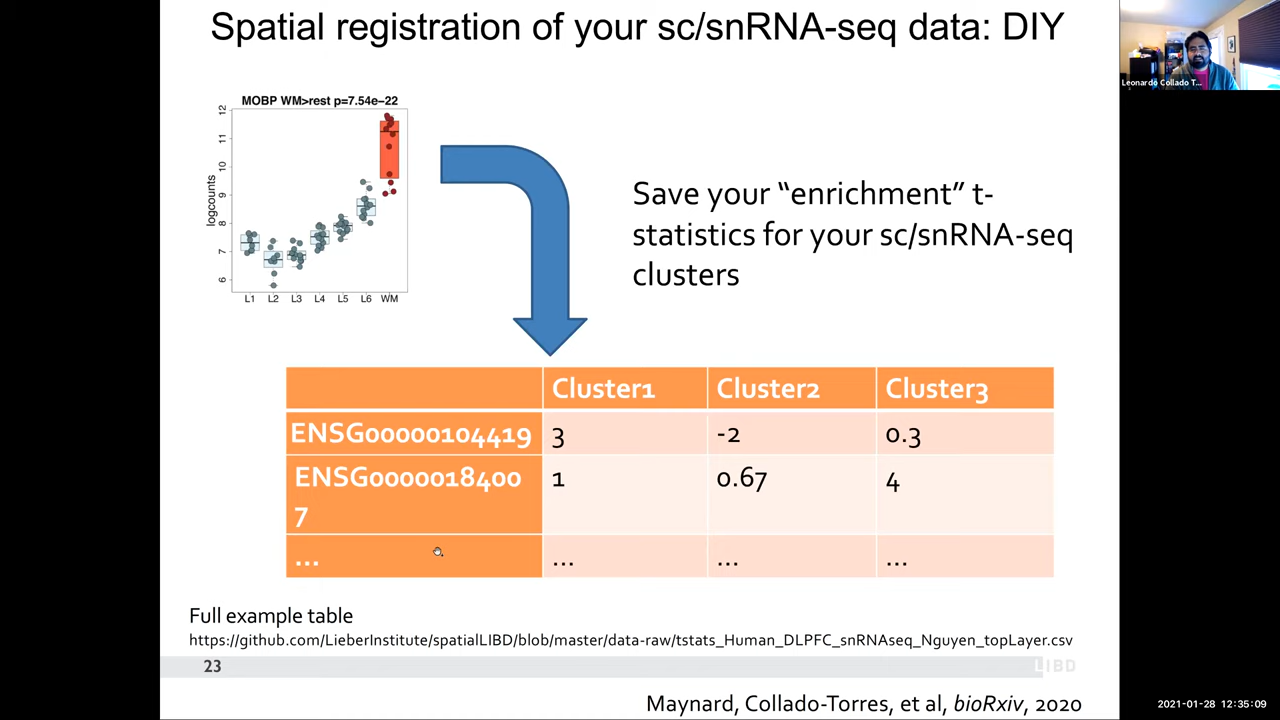 Spatial registration of your sc/snRNA-seq data: DIY
Leonardo Collado T...
MOBP WM>rest p=7.54e−22
12
11
10
9
8
7
6
logcounts
L1 L2 L3 L4 L5 L6 WM
Save your “enrichment” t-
statistics for your sc/snRNA-seq
clusters
Cluster1 Cluster2 Cluster3
ENSG00000104419 3 -2 0.3
ENSG0000018400
7 1 0.67 4
... ... ... ...
Full example table
https://github.com/LieberInstitute/spatialLIBD/blob/master/data-raw/tstats_Human_DLPFC_snRNAseq_Nguyen_topLayer.csv
23
LIBD
Maynard, Collado-Torres, et al, bioRxiv, 2020
2021-01-28 12:35:09